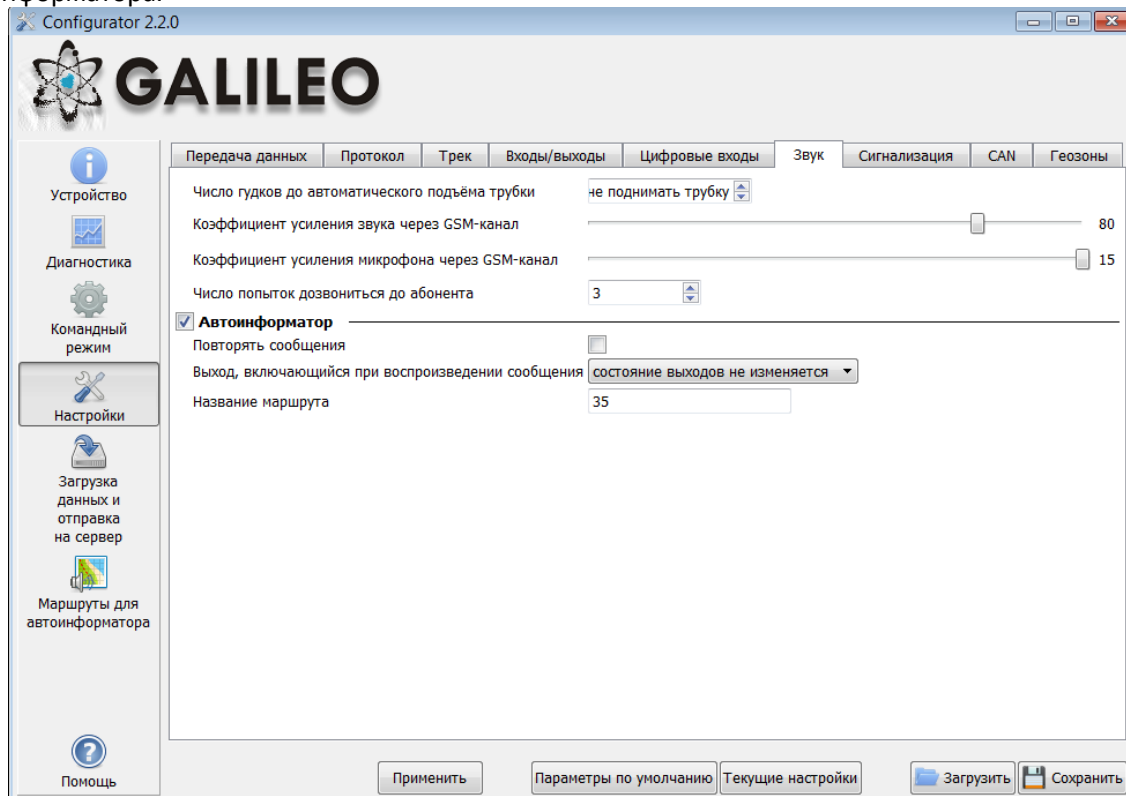 нформатора.
Configurator 2.2.0
GALILEO
Устройство
Диагностика
Командный
режим
Настройки
Загрузка
данных и
отправка
на сервер
Маршруты для
автоинформатора
Помощь
Передача данных Протокол Трек Входы/выходы Цифровые входы Звук Сигнализация CAN Геозоны
Число гудков до автоматического подъёма трубки не поднимать трубку
Коэффициент усиления звука через GSM-канал 80
Коэффициент усиления микрофона через GSM-канал 15
Число попыток дозвониться до абонента 3
Автоинформатор
Повторять сообщения
Выход, включающийся при воспроизведении сообщения состояние выходов не изменяется
Название маршрута 35
Применить Параметры по умолчанию Текущие настройки Загрузить Сохранить